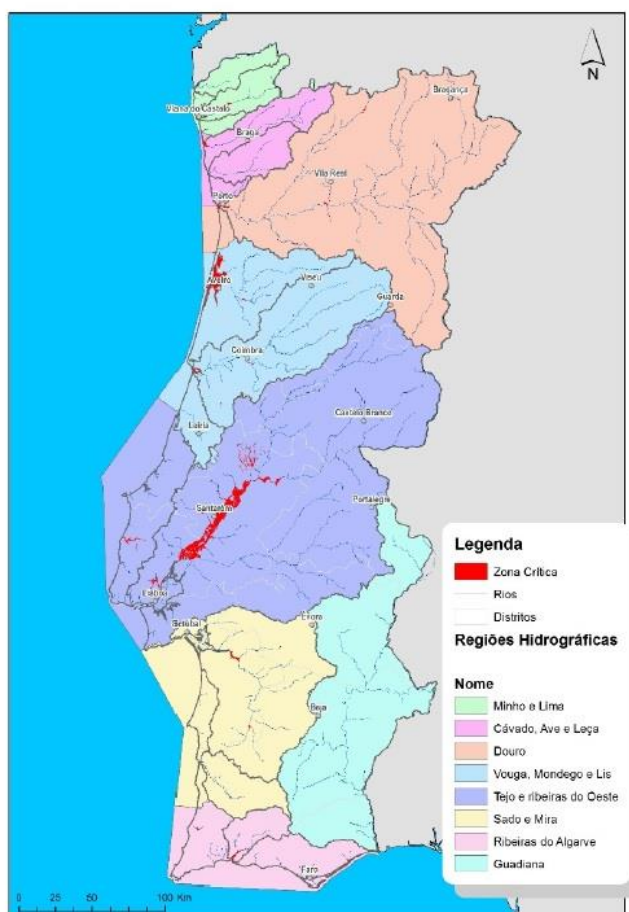 N
Bragança
Viana do Castelo
Braga
Vila Real
Porto
Aveiro
Viseu
Guarda
Coimbra
Castelo Branco
Leiria
Portalegre
Santarém
Lisboa
Setubal
Évora
Beja
Faro
Legenda
Zona Crítica
Rios
Distritos
Regiões Hidrográficas
Nome
Minho e Lima
Cávado, Ave e Leça
Douro
Vouga, Mondego e Lis
Tejo e ribeiras do Oeste
Sado e Mira
Ribeiras do Algarve
Guadiana
0 25 50 100 Km